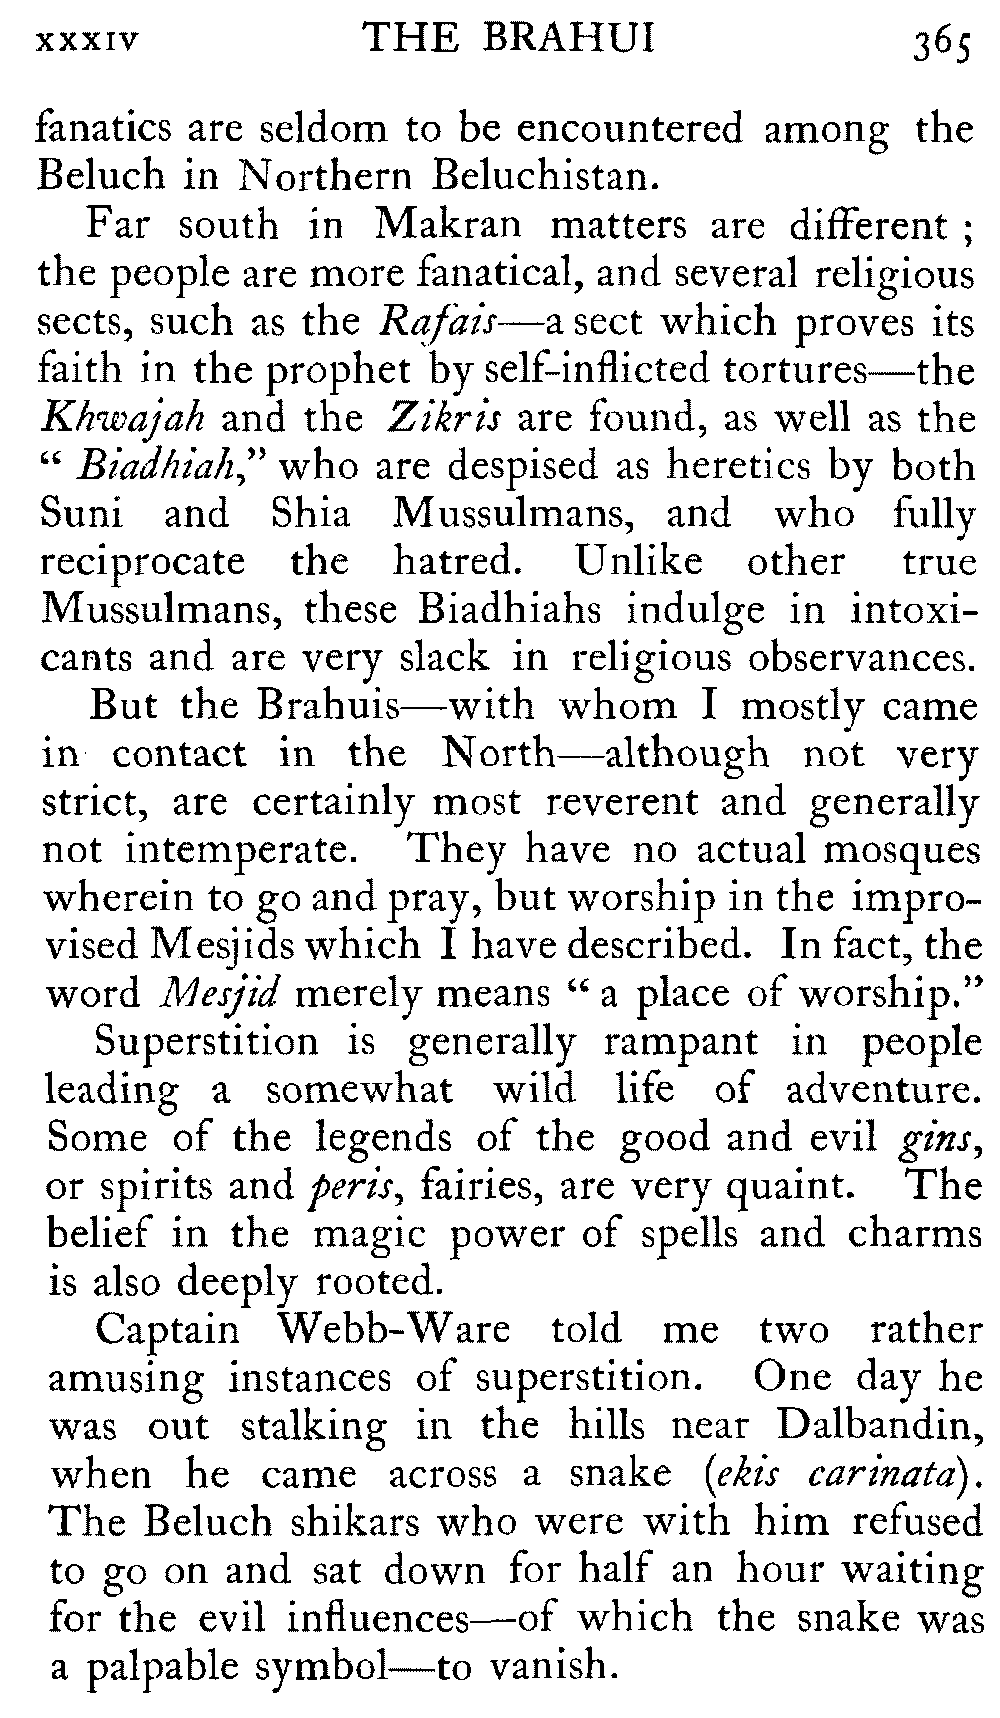 xxxiv THE BRAHUI 365
fanatics are seldom to be encountered among the
Beluch in Northern Beluchistan.
Far south in Makran matters are different ;
the people are more fanatical, and several religious
sects, such as the Rafais—a sect which proves its
faith in the prophet by self-inflicted tortures—the
Khwajah and the Zikris are found, as well as the
“ Biadhiah,” who are despised as heretics by both
Suni and Shia Mussulmans, and who fully
reciprocate the hatred. Unlike other true
Mussulmans, these Biadhiahs indulge in intoxi-
cants and are very slack in religious observances.
But the Brahuis—with whom I mostly came
in contact in the North—although not very
strict, are certainly most reverent and generally
not intemperate. They have no actual mosques
wherein to go and pray, but worship in the impro-
vised Mesjids which I have described. In fact, the
word Mesjid merely means “ a place of worship.”
Superstition is generally rampant in people
leading a somewhat wild life of adventure.
Some of the legends of the good and evil gins,
or spirits and peris, fairies, are very quaint. The
belief in the magic power of spells and charms
is also deeply rooted.
Captain Webb-Ware told me two rather
amusing instances of superstition. One day he
was out stalking in the hills near Dalbandin,
when he came across a snake (ekis carinata).
The Beluch shikars who were with him refused
to go on and sat down for half an hour waiting
for the evil influences—of which the snake was
a palpable symbol—to vanish.